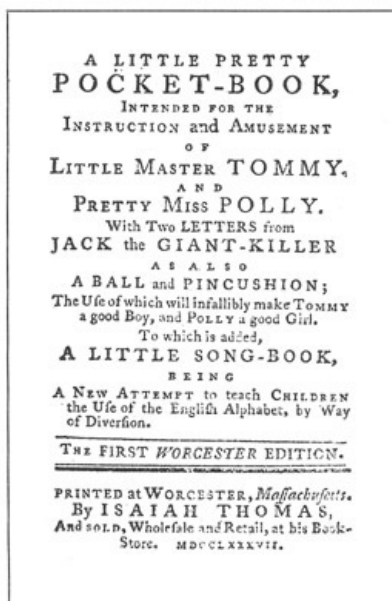 A LITTLE PRETTY
POCKET-BOOK,
INTENDED FOR THE
INSTRUCTION and AMUSEMENT
OF
LITTLE MASTER TOMMY,
AND
PRETTY MISS POLLY.
With Two LETTERS from
JACK the GIANT-KILLER
AS ALSO
A BALL and PINCUSHION;
The Uſe of which will infallibly make TOMMY
a good Boy, and POLLY a good Girl.
To which is added,
A LITTLE SONG-BOOK,
BEING
A NEW ATTEMPT to teach CHILDREN
the Uſe of the Engliſh Alphabet, by Way
of Diverſion.
THE FIRST WORCESTER EDITION.
PRINTED at WORCESTER, Maſſachuſetts.
By ISAIAH THOMAS,
And SOLD, Wholeſale and Retail, at his Book-
Store. MDCCLXXXVII.